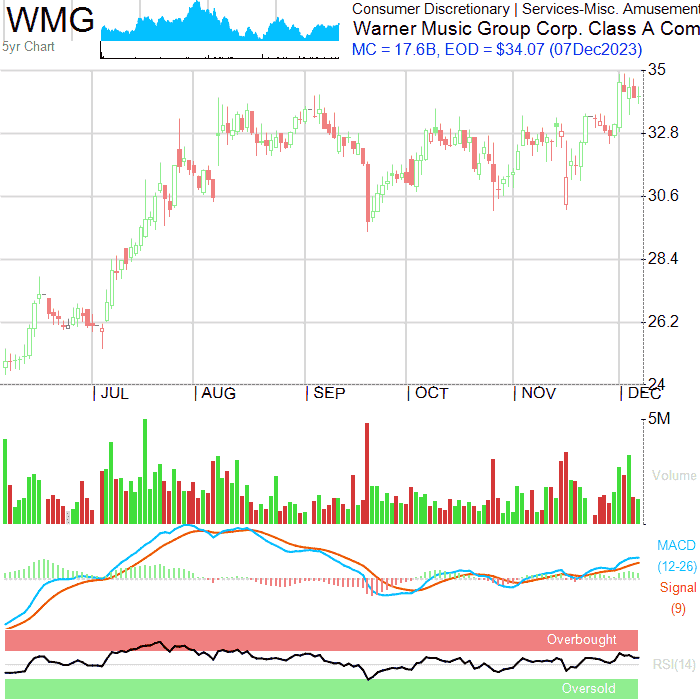 WMG
5yr Chart
Consumer Discretionary | Services-Misc. Amusement
Warner Music Group Corp. Class A Com
MC = 17.6B, EOD = $34.07 (07Dec2023)
35
32.8
30.6
28.4
26.2
24
JUL AUG SEP OCT NOV DEC
5M
Volume
MACD
(12-26)
Signal
(9)
Overbought
RSI(14)
Oversold